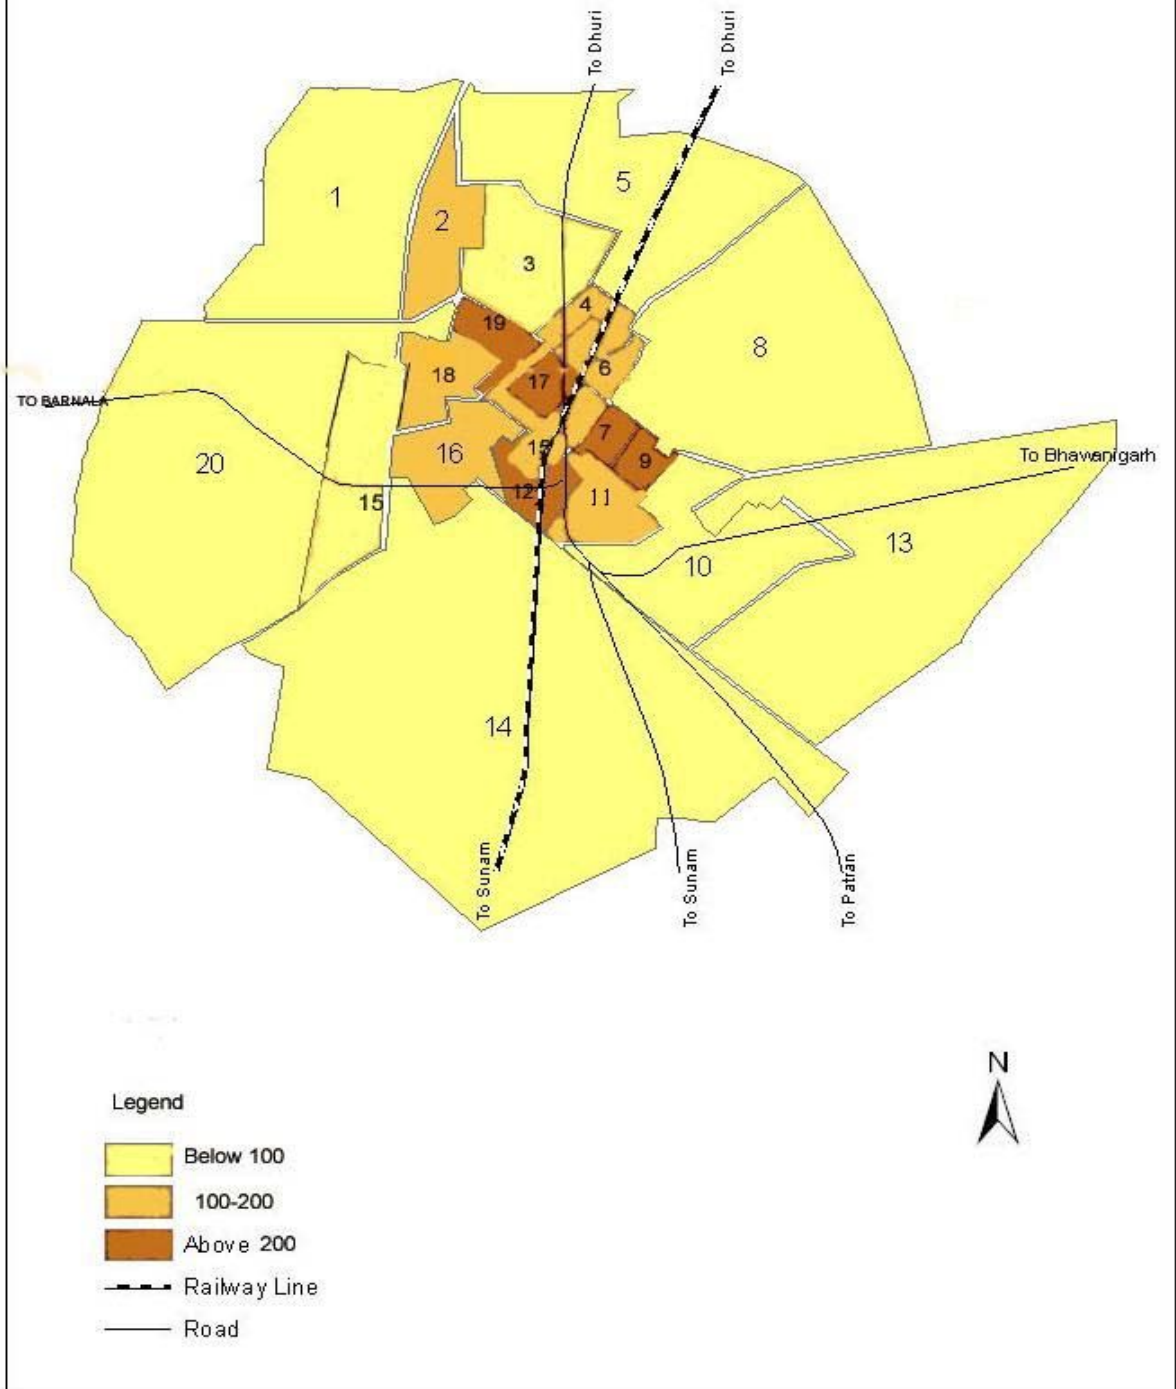 To Dhuri
To Dhuri
5
1
2
3
4
19
8
6
18
17
TO BARNALA
7
15
16
9
To Bhawanigarh
20
12
11
15
13
10
14
To Sunam
To Sunam
To Patran
N
Legend
Below 100
100-200
Above 200
Railway Line
Road